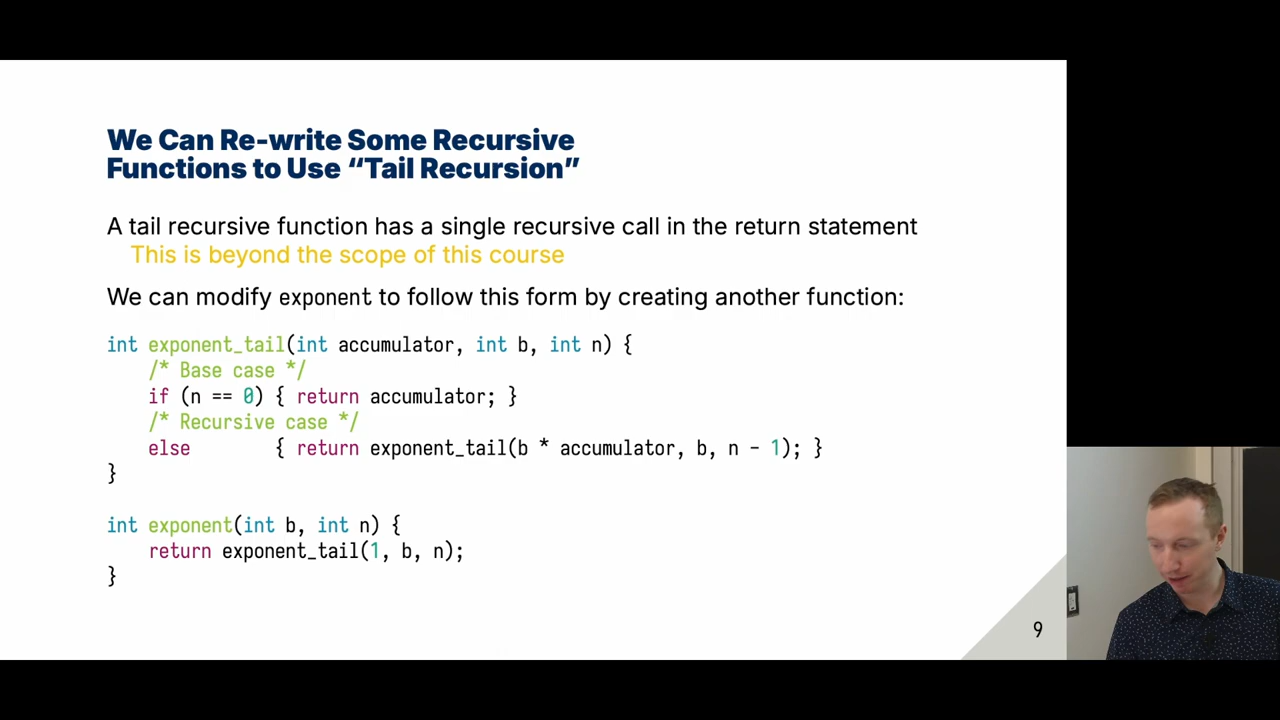 We Can Re-write Some Recursive
Functions to Use “Tail Recursion”
A tail recursive function has a single recursive call in the return statement
This is beyond the scope of this course
We can modify exponent to follow this form by creating another function:
int exponent_tail(int accumulator, int b, int n) {
/* Base case */
if (n == 0) { return accumulator; }
/* Recursive case */
else { return exponent_tail(b * accumulator, b, n - 1); }
}
int exponent(int b, int n) {
return exponent_tail(1, b, n);
}
9